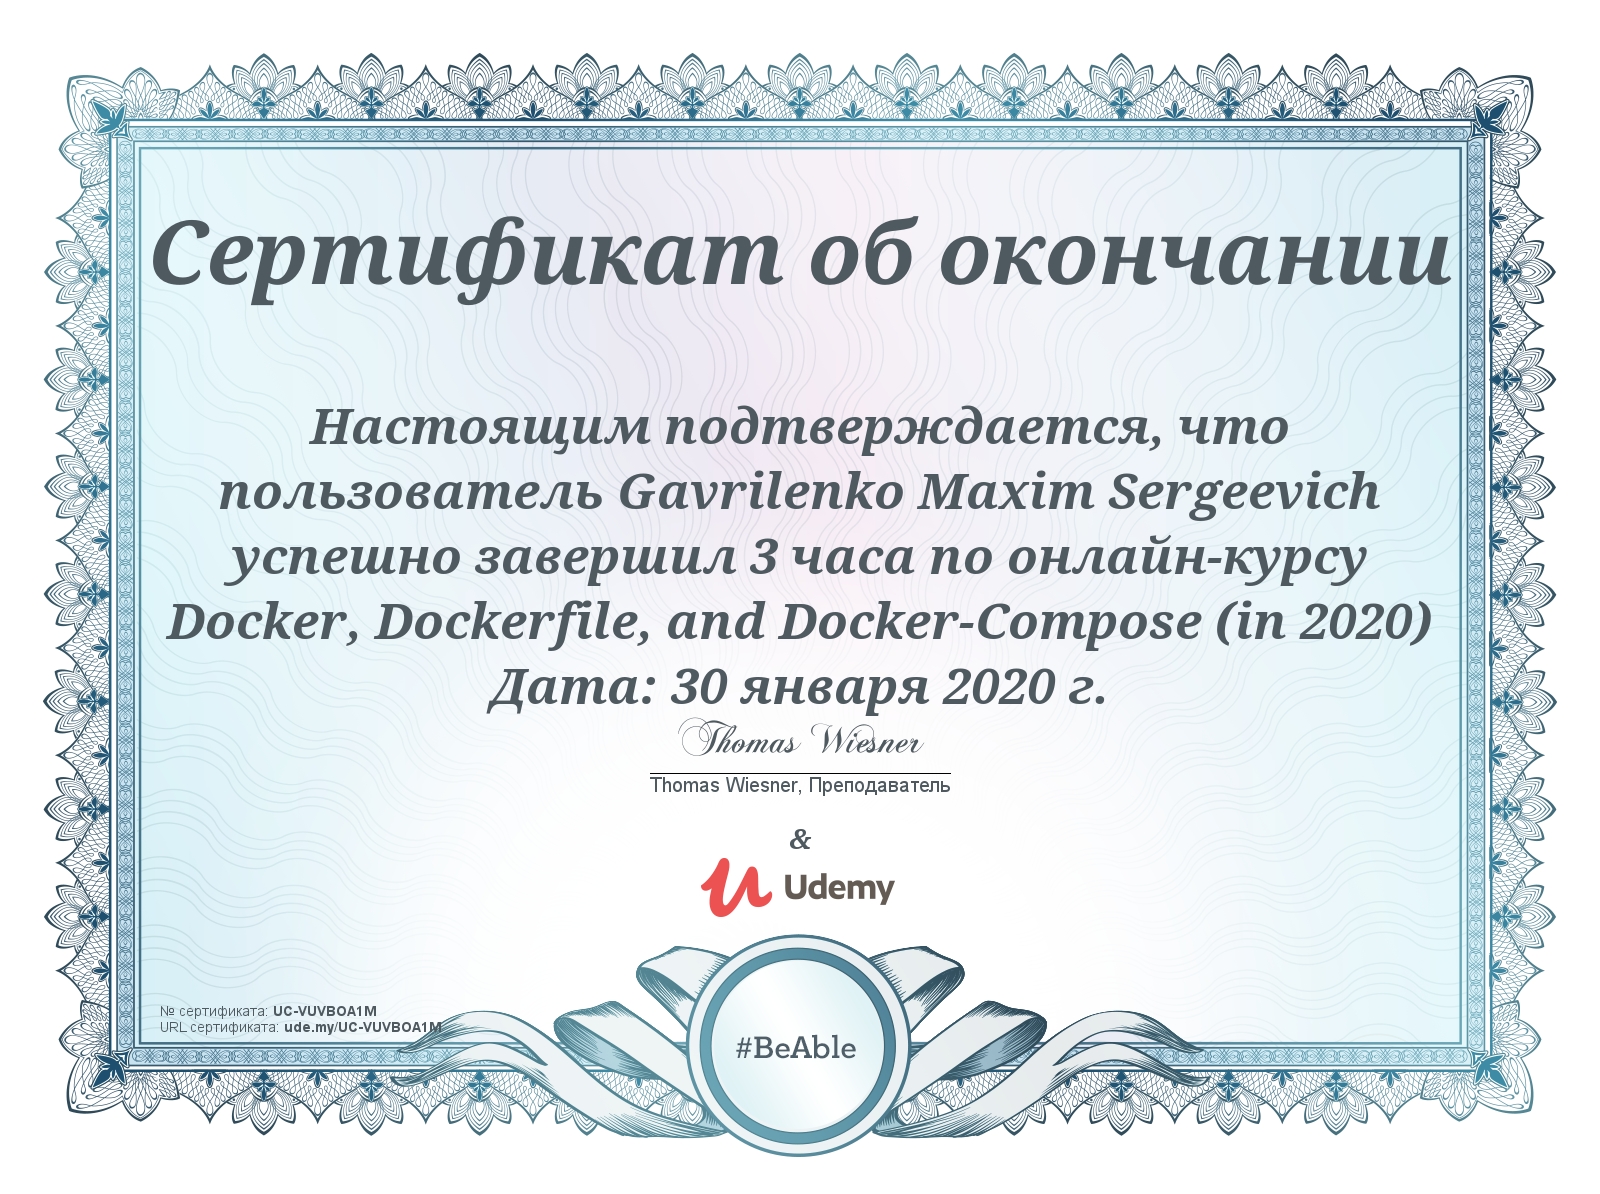 Сертификат об окончании
Настоящим подтверждается, что
пользователь Gavrilenko Maxim Sergeevich
успешно завершил 3 часа по онлайн-курсу
Docker, Dockerfile, and Docker-Compose (in 2020)
Дата: 30 января 2020 г.
Thomas Wiesner
Thomas Wiesner, Преподаватель
&
Udemy
№ сертификата: UC-VUVBOA1M
URL сертификата: ude.my/UC-VUVBOA1M
#BeAble